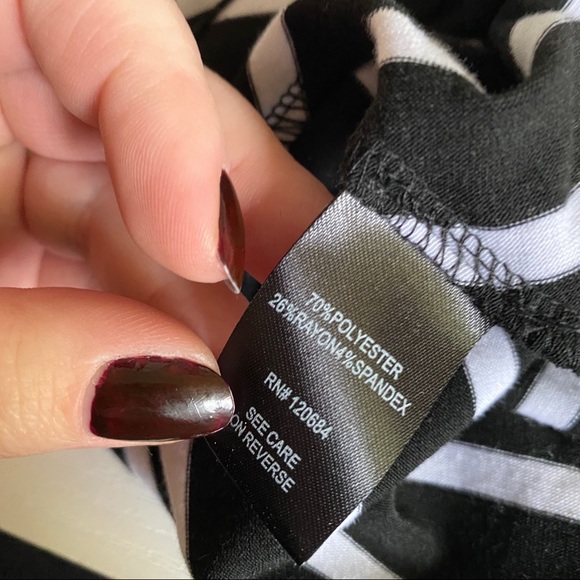 70%POLYESTER
26%RAYON4%SPANDEX
RN# 120684
SEE CARE
ON REVERSE